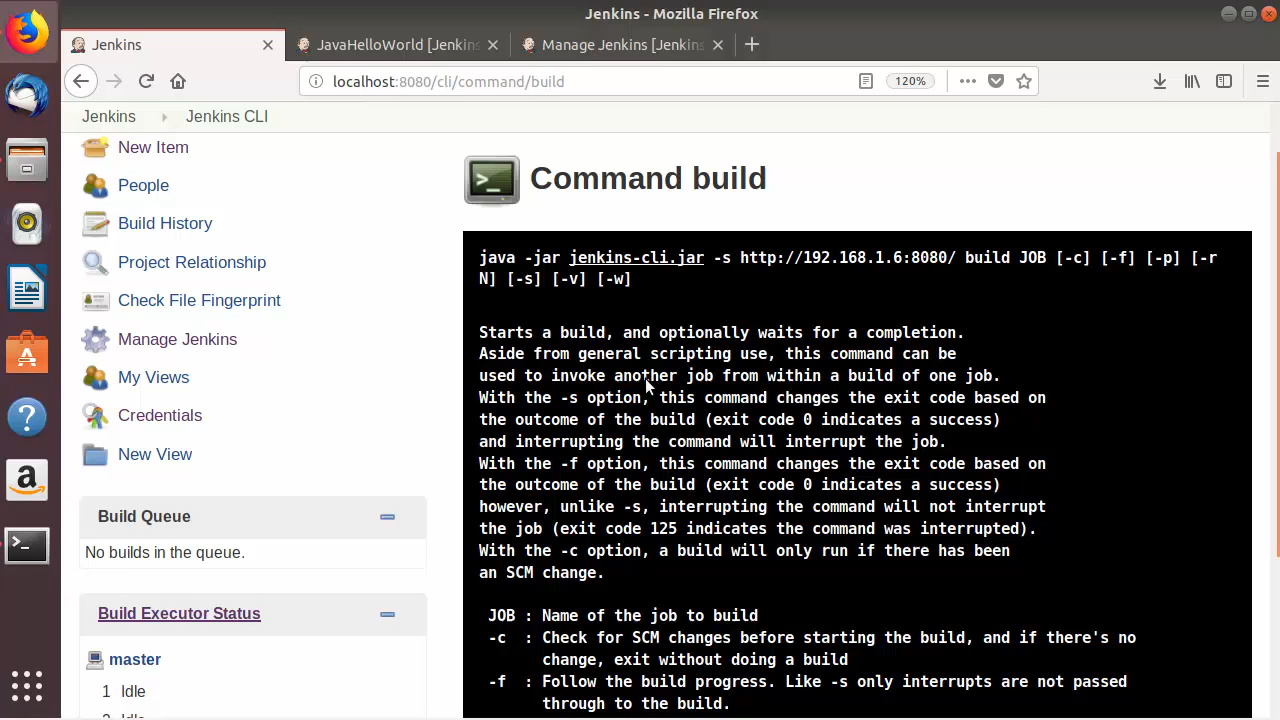 Jenkins - Mozilla Firefox
Jenkins
JavaHelloWorld [Jenkins
Manage Jenkins [Jenkins
localhost:8080/cli/command/build
120%
Jenkins
Jenkins CLI
New Item
People
Build History
Project Relationship
Check File Fingerprint
Manage Jenkins
My Views
Credentials
New View
Build Queue
No builds in the queue.
Build Executor Status
master
1 Idle
2 Idle
Command build
java -jar jenkins-cli.jar -s http://192.168.1.6:8080/ build JOB [-c] [-f] [-p] [-r
N] [-s] [-v] [-w]
Starts a build, and optionally waits for a completion.
Aside from general scripting use, this command can be
used to invoke another job from within a build of one job.
With the -s option, this command changes the exit code based on
the outcome of the build (exit code 0 indicates a success)
and interrupting the command will interrupt the job.
With the -f option, this command changes the exit code based on
the outcome of the build (exit code 0 indicates a success)
however, unlike -s, interrupting the command will not interrupt
the job (exit code 125 indicates the command was interrupted).
With the -c option, a build will only run if there has been
an SCM change.
JOB : Name of the job to build
-c : Check for SCM changes before starting the build, and if there's no
change, exit without doing a build
-f : Follow the build progress. Like -s only interrupts are not passed
through to the build.